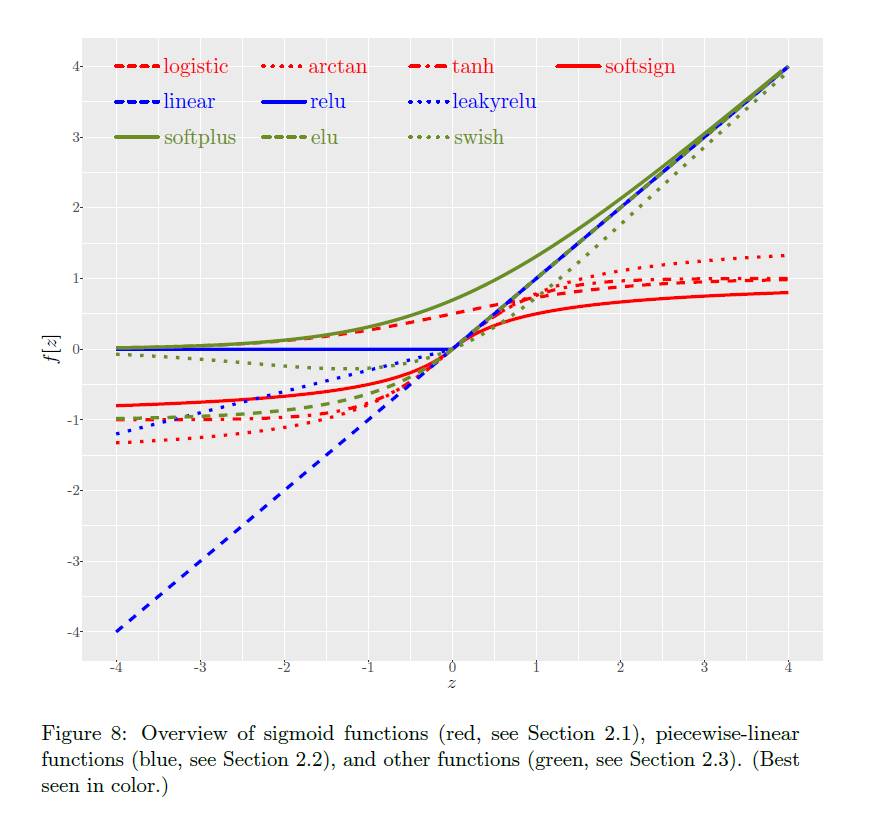 logistic arctan tanh softsign
linear relu leakyrelu
softplus elu swish
4
3
2
1
0
-1
-2
-3
-4
f[z]
-4 -3 -2 -1 0 1 2 3 4
z
Figure 8: Overview of sigmoid functions (red, see Section 2.1), piecewise-linear
functions (blue, see Section 2.2), and other functions (green, see Section 2.3). (Best
seen in color.)